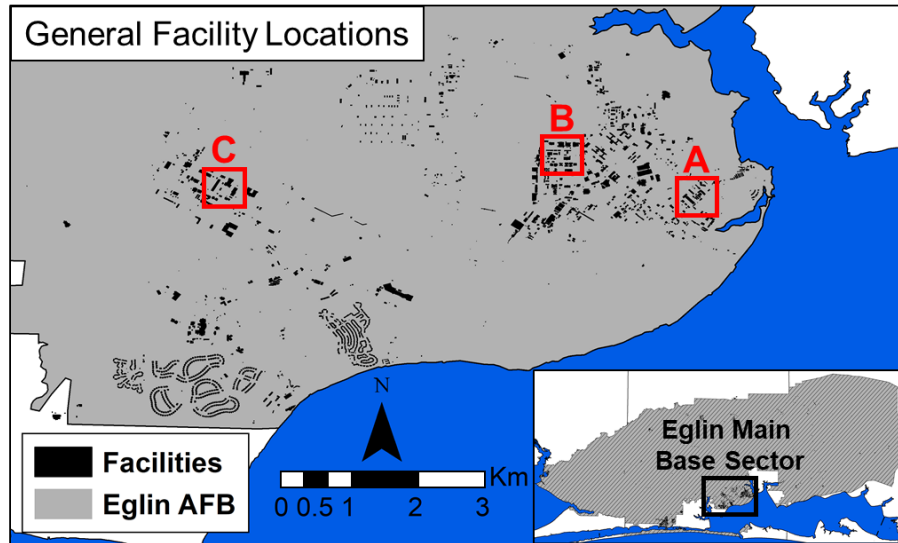 General Facility Locations
B
A
C
N
Km
0 0.5 1 2 3
Facilities
Eglin AFB
Eglin Main
Base Sector